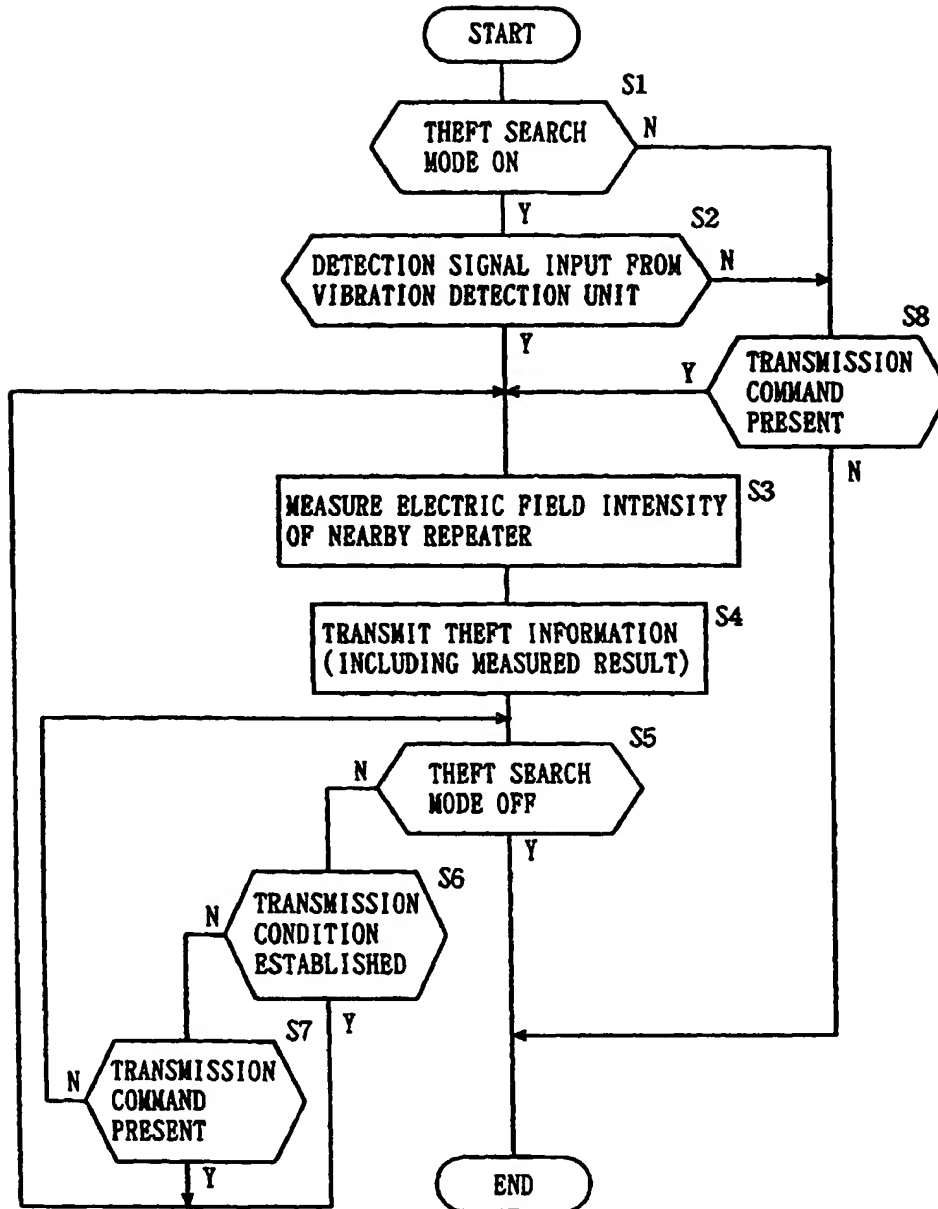 START
S1
THEFT SEARCH
MODE ON
N
Y
S2
DETECTION SIGNAL INPUT FROM
VIBRATION DETECTION UNIT
N
Y
S8
TRANSMISSION
COMMAND
PRESENT
Y
N
S3
MEASURE ELECTRIC FIELD INTENSITY
OF NEARBY REPEATER
S4
TRANSMIT THEFT INFORMATION
(INCLUDING MEASURED RESULT)
S5
THEFT SEARCH
MODE OFF
N
Y
S6
TRANSMISSION
CONDITION
ESTABLISHED
N
Y
S7
TRANSMISSION
COMMAND
PRESENT
N
Y
END